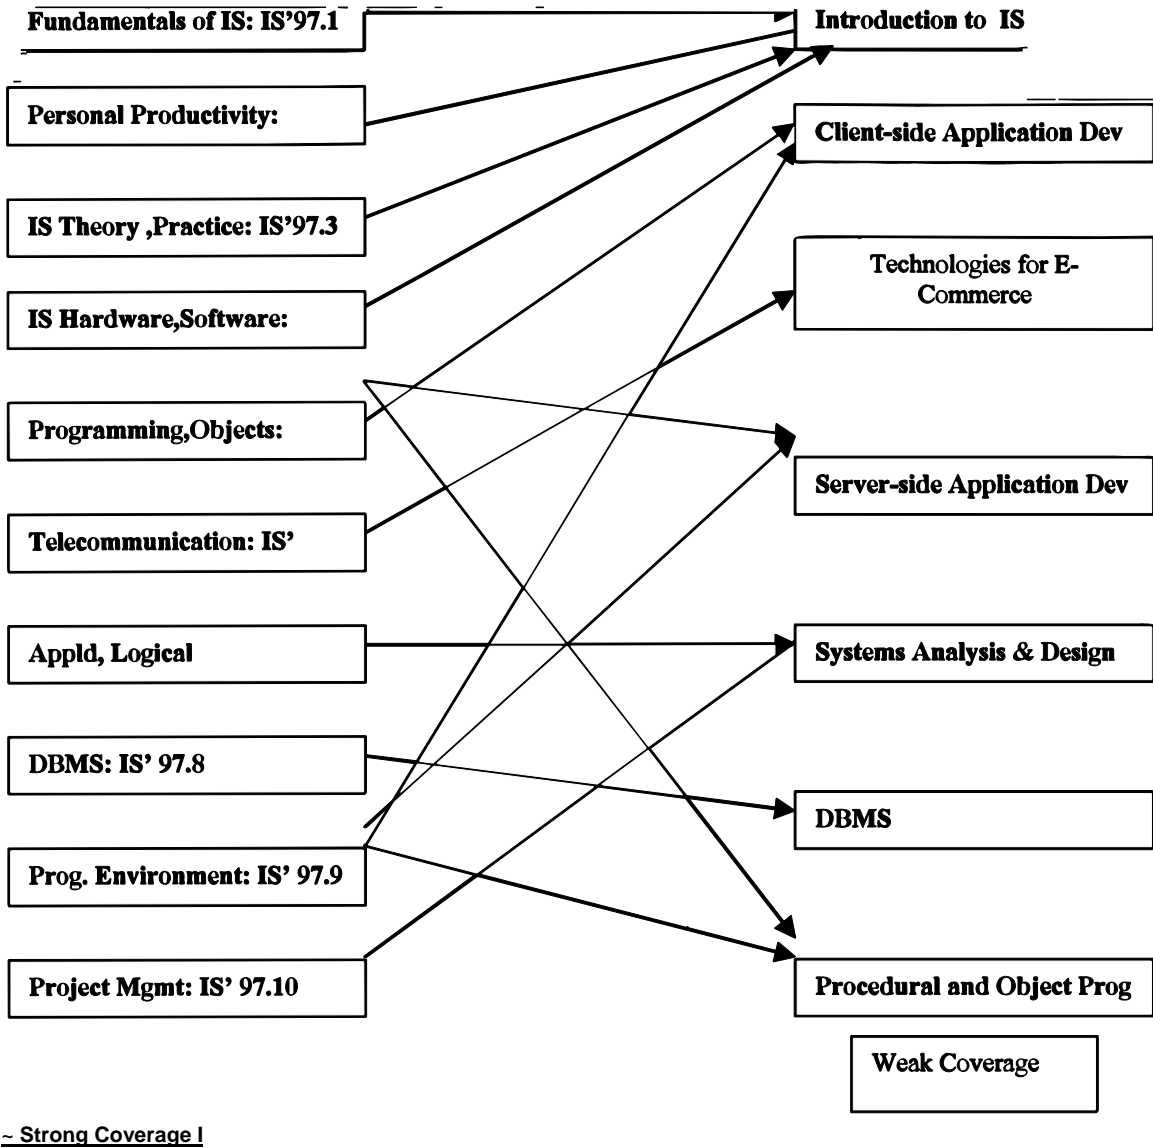 Fundamentals of IS: IS’97.1
Introduction to IS
Personal Productivity:
Client-side Application Dev
IS Theory ,Practice: IS’97.3
Technologies for E-
Commerce
IS Hardware,Software:
Programming,Objects:
Server-side Application Dev
Telecommunication: IS’
Appld, Logical
Systems Analysis & Design
DBMS: IS’ 97.8
DBMS
Prog. Environment: IS’ 97.9
Project Mgmt: IS’ 97.10
Procedural and Object Prog
Weak Coverage
~ Strong Coverage I